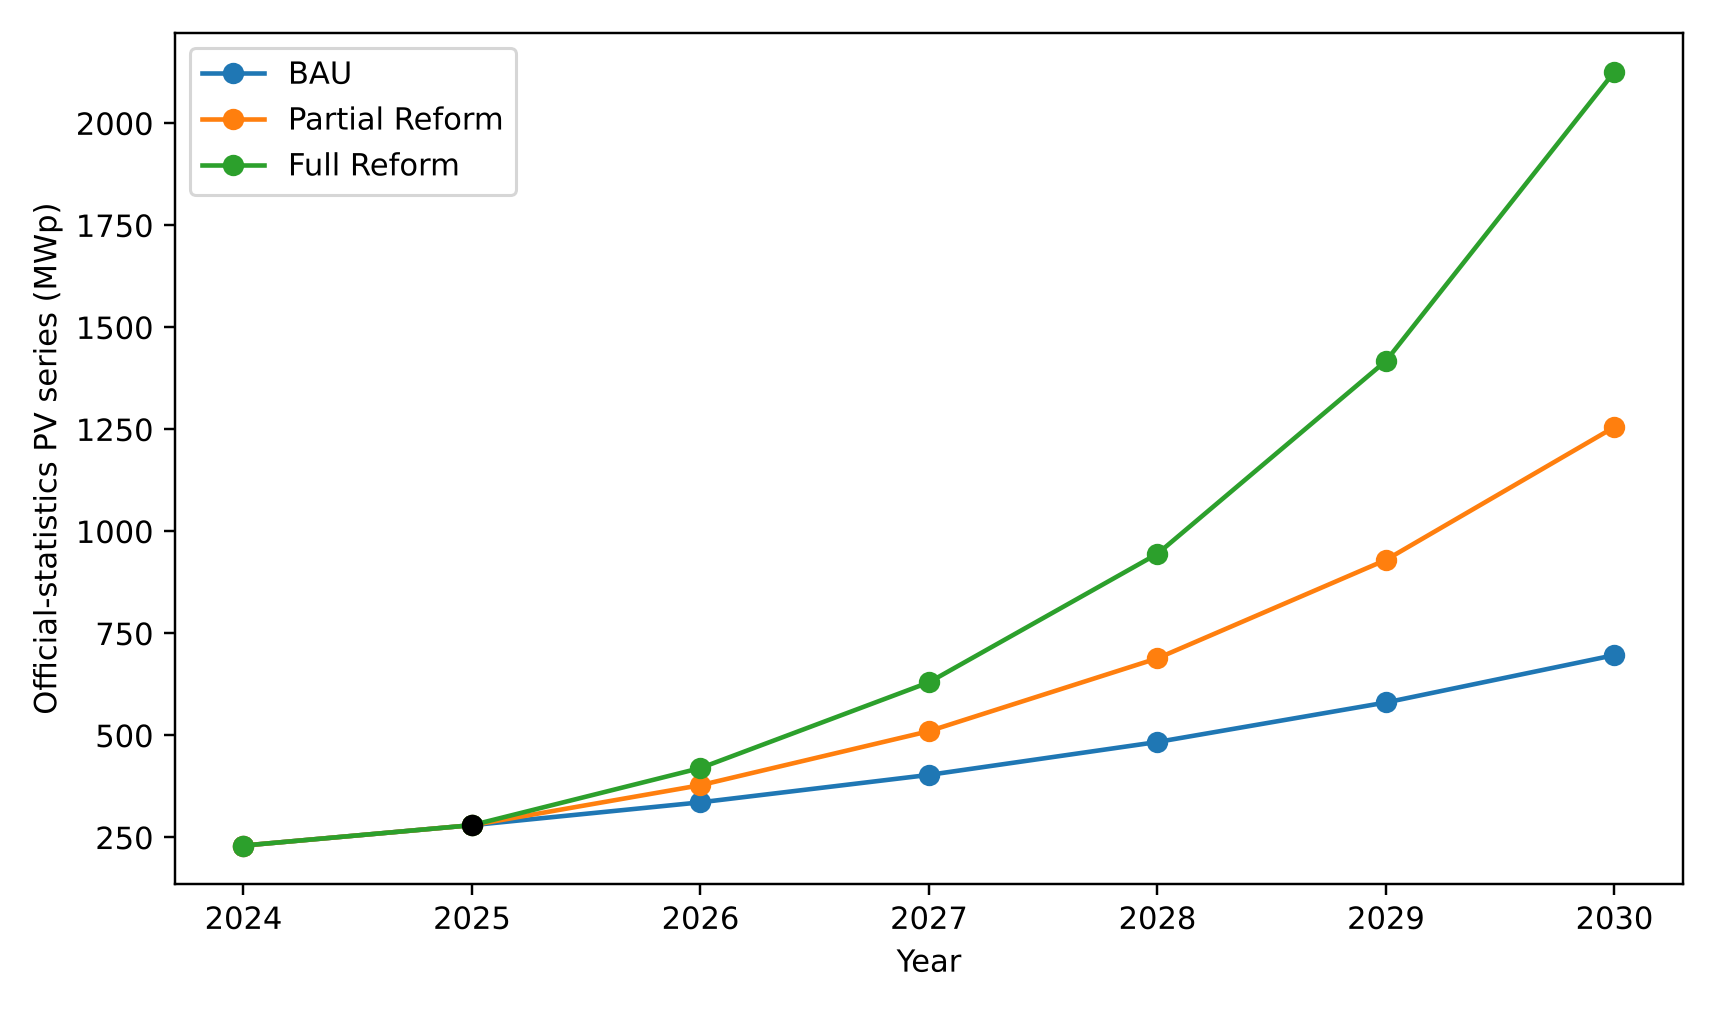 BAU
Partial Reform
Full Reform
Official-statistics PV series (MWp)
2000
1750
1500
1250
1000
750
500
250
2024 2025 2026 2027 2028 2029 2030
Year